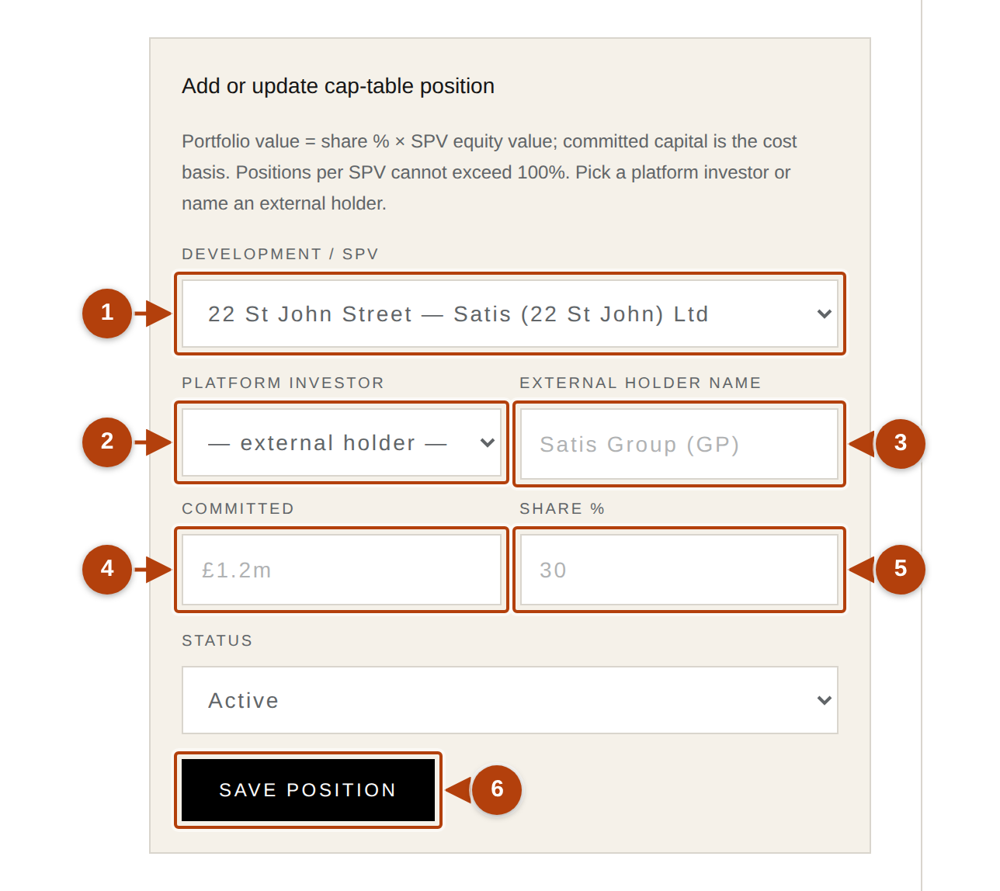 Add or update cap-table position
Portfolio value = share % × SPV equity value; committed capital is the cost
basis. Positions per SPV cannot exceed 100%. Pick a platform investor or
name an external holder.
DEVELOPMENT / SPV
1
22 St John Street — Satis (22 St John) Ltd
PLATFORM INVESTOR
EXTERNAL HOLDER NAME
2
— external holder —
Satis Group (GP)
3
COMMITTED
SHARE %
4
£1.2m
30
5
STATUS
Active
SAVE POSITION
6